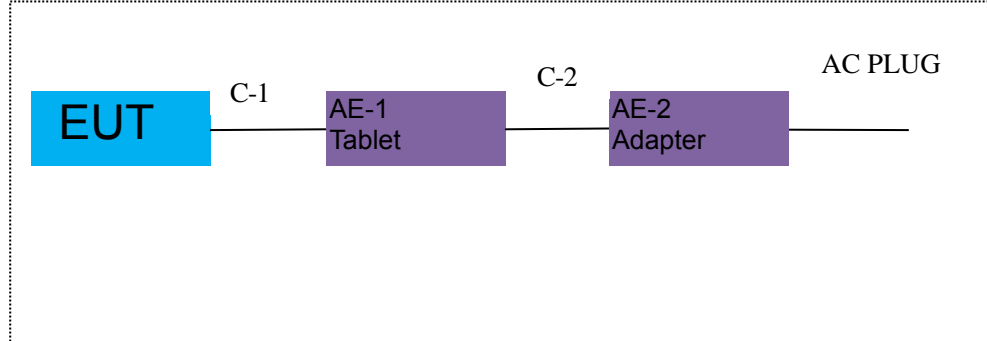 EUT
C-1
AE-1
Tablet
C-2
AE-2
Adapter
AC PLUG